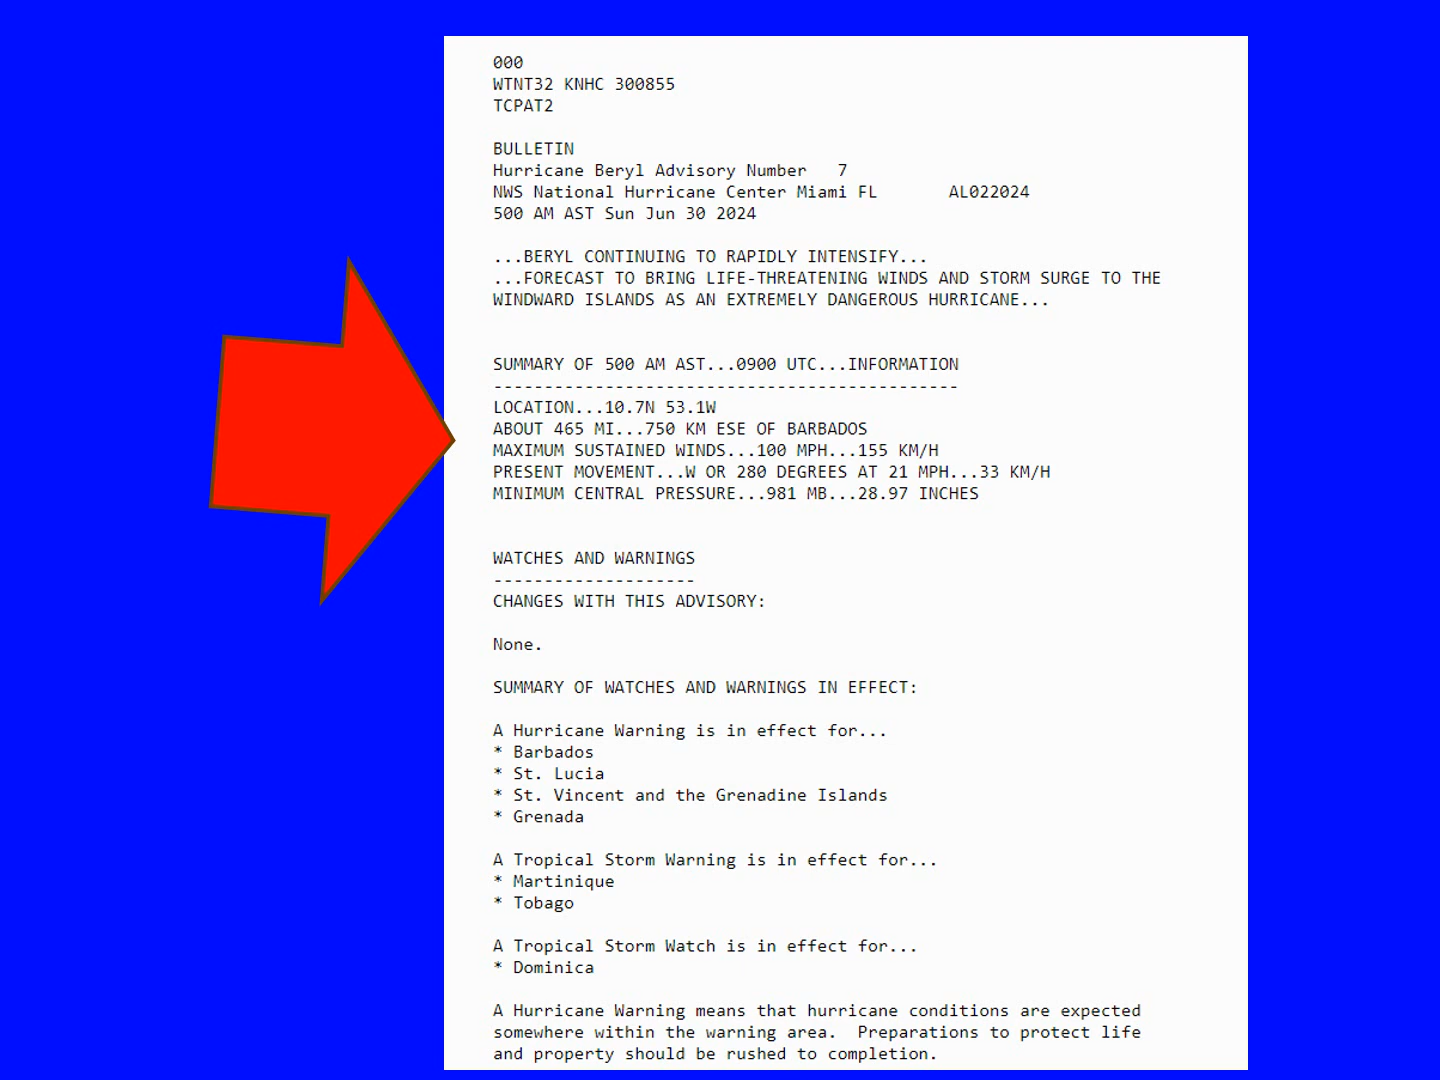 000
WTNT32 KNHC 300855
TCPAT2
BULLETIN
Hurricane Beryl Advisory Number   7
NWS National Hurricane Center Miami FL       AL022024
500 AM AST Sun Jun 30 2024
...BERYL CONTINUING TO RAPIDLY INTENSIFY...
...FORECAST TO BRING LIFE-THREATENING WINDS AND STORM SURGE TO THE
WINDWARD ISLANDS AS AN EXTREMELY DANGEROUS HURRICANE...
SUMMARY OF 500 AM AST...0900 UTC...INFORMATION
----------------------------------------------
LOCATION...10.7N 53.1W
ABOUT 465 MI...750 KM ESE OF BARBADOS
MAXIMUM SUSTAINED WINDS...100 MPH...155 KM/H
PRESENT MOVEMENT...W OR 280 DEGREES AT 21 MPH...33 KM/H
MINIMUM CENTRAL PRESSURE...981 MB...28.97 INCHES
WATCHES AND WARNINGS
--------------------
CHANGES WITH THIS ADVISORY:
None.
SUMMARY OF WATCHES AND WARNINGS IN EFFECT:
A Hurricane Warning is in effect for...
* Barbados
* St. Lucia
* St. Vincent and the Grenadine Islands
* Grenada
A Tropical Storm Warning is in effect for...
* Martinique
* Tobago
A Tropical Storm Watch is in effect for...
* Dominica
A Hurricane Warning means that hurricane conditions are expected
somewhere within the warning area.  Preparations to protect life
and property should be rushed to completion.